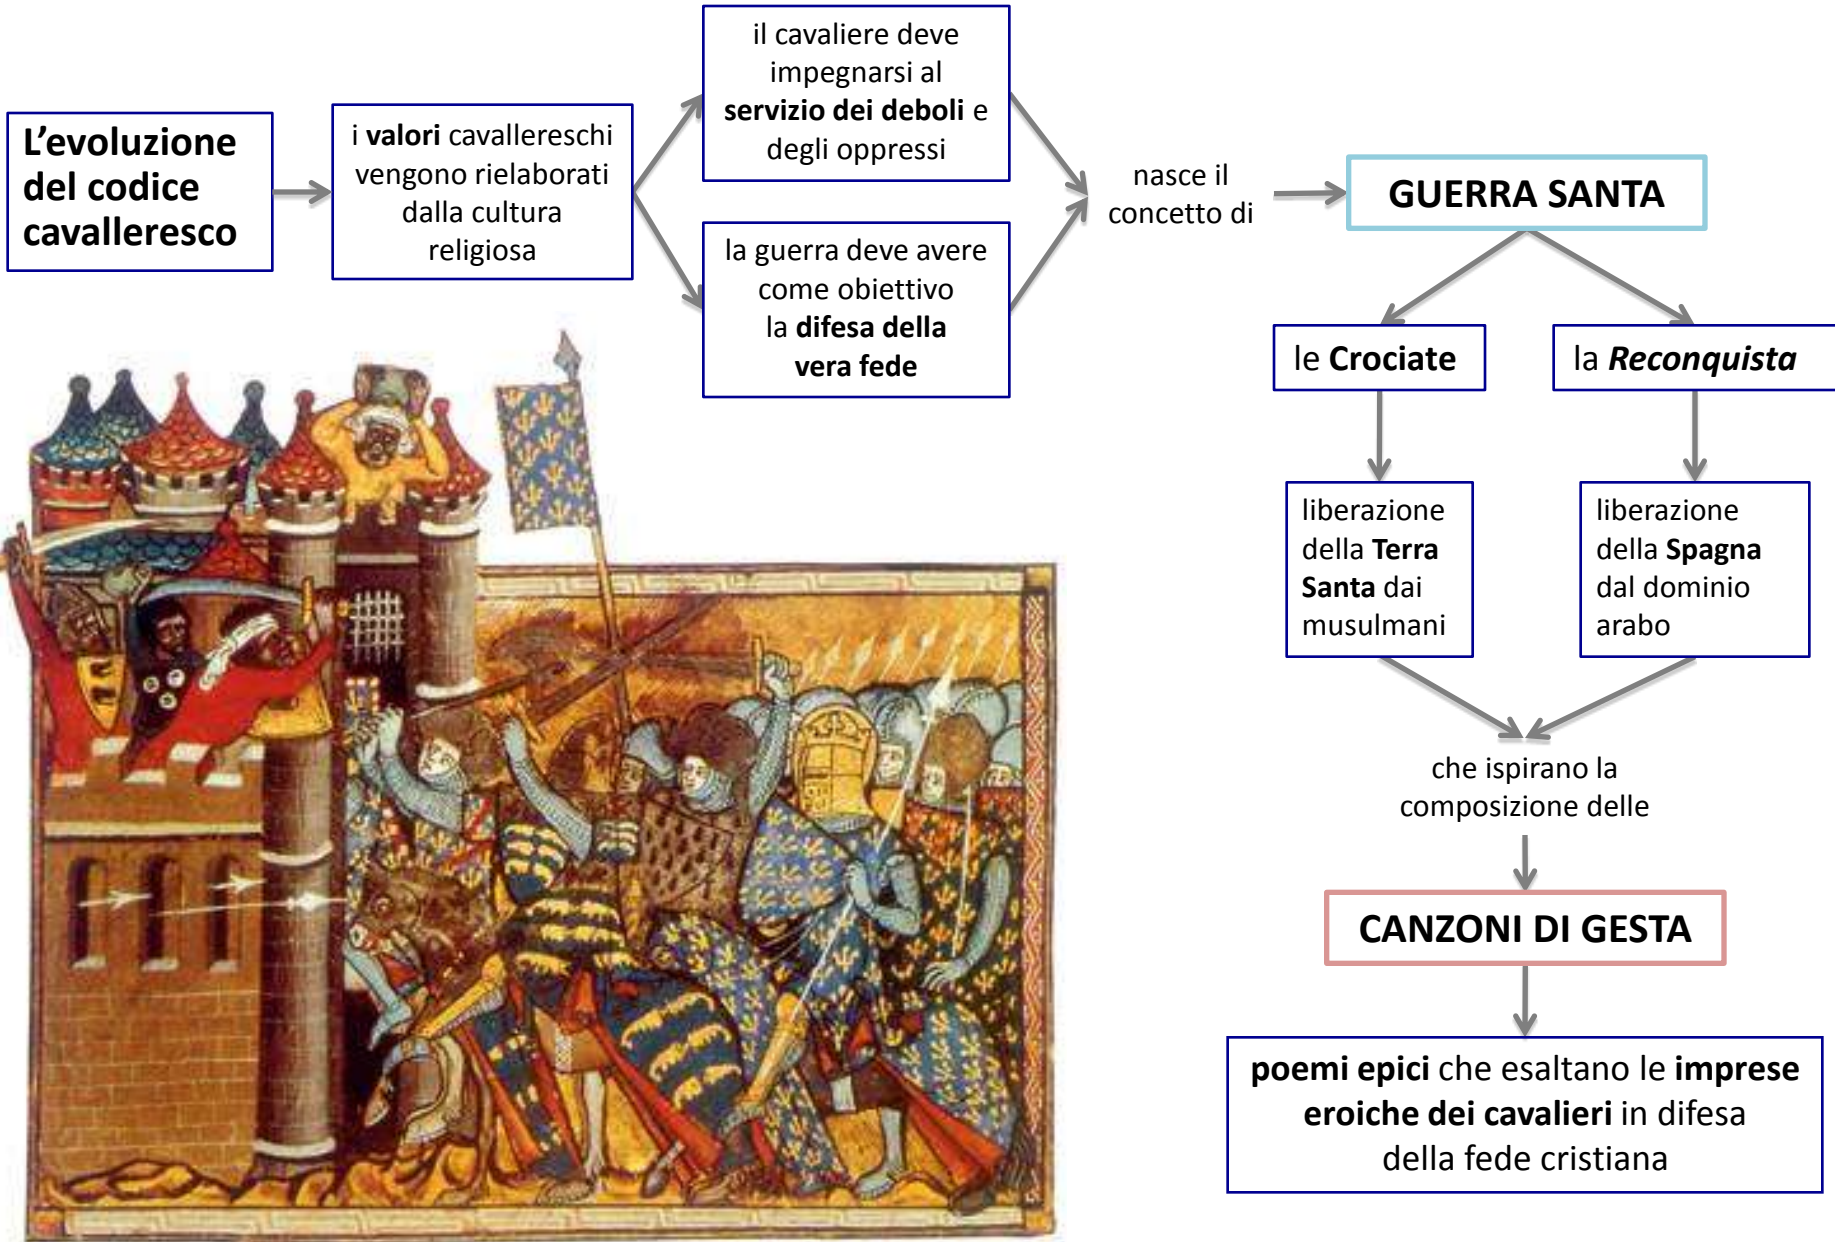 L’evoluzione
del codice
cavalleresco
i valori cavallereschi
vengono rielaborati
dalla cultura
religiosa
il cavaliere deve
impegnarsi al
servizio dei deboli e
degli oppressi
la guerra deve avere
come obiettivo
la difesa della
vera fede
nasce il
concetto di
GUERRA SANTA
le Crociate
la Reconquista
liberazione
della Terra
Santa dai
musulmani
liberazione
della Spagna
dal dominio
arabo
che ispirano la
composizione delle
CANZONI DI GESTA
poemi epici che esaltano le imprese
eroiche dei cavalieri in difesa
della fede cristiana